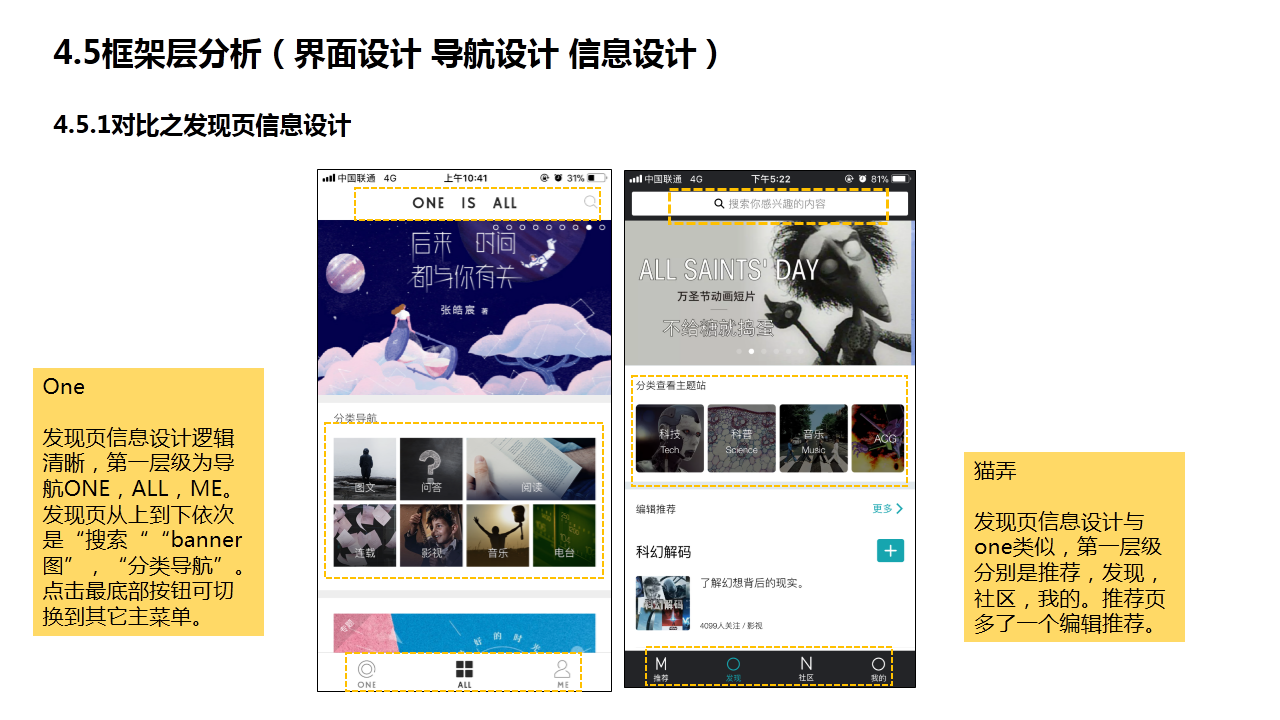 4.5框架层分析（界面设计 导航设计 信息设计）
4.5.1对比之发现页信息设计
One
发现页信息设计逻辑
清晰，第一层级为导
航ONE，ALL，ME。
发现页从上到下依次
是“搜索““banner
图”，“分类导航”。
点击最底部按钮可切
换到其它主菜单。
中国联通 4G 上午10:41 31%
ONE IS ALL
后来 时间
都与你有关
张皓宸 著
分类导航
图文 问答 阅读
连载 影视 音乐 电台
专题
好的时光
ONE ALL ME
中国联通 4G 下午5:22 81%
搜索你感兴趣的内容
ALL SAINTS' DAY
万圣节动画短片
不给糖就捣蛋
分类查看主题站
科技 科普 音乐 ACG
Tech Science Music
编辑推荐 更多
科幻解码
了解幻想背后的现实。
科幻解码
4099人关注 / 影视
M N
推荐 发现 社区 我的
猫弄
发现页信息设计与
one类似，第一层级
分别是推荐，发现，
社区，我的。推荐页
多了一个编辑推荐。